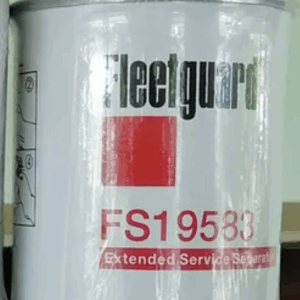 Fleetguard
FS19583
Extended Service Separator